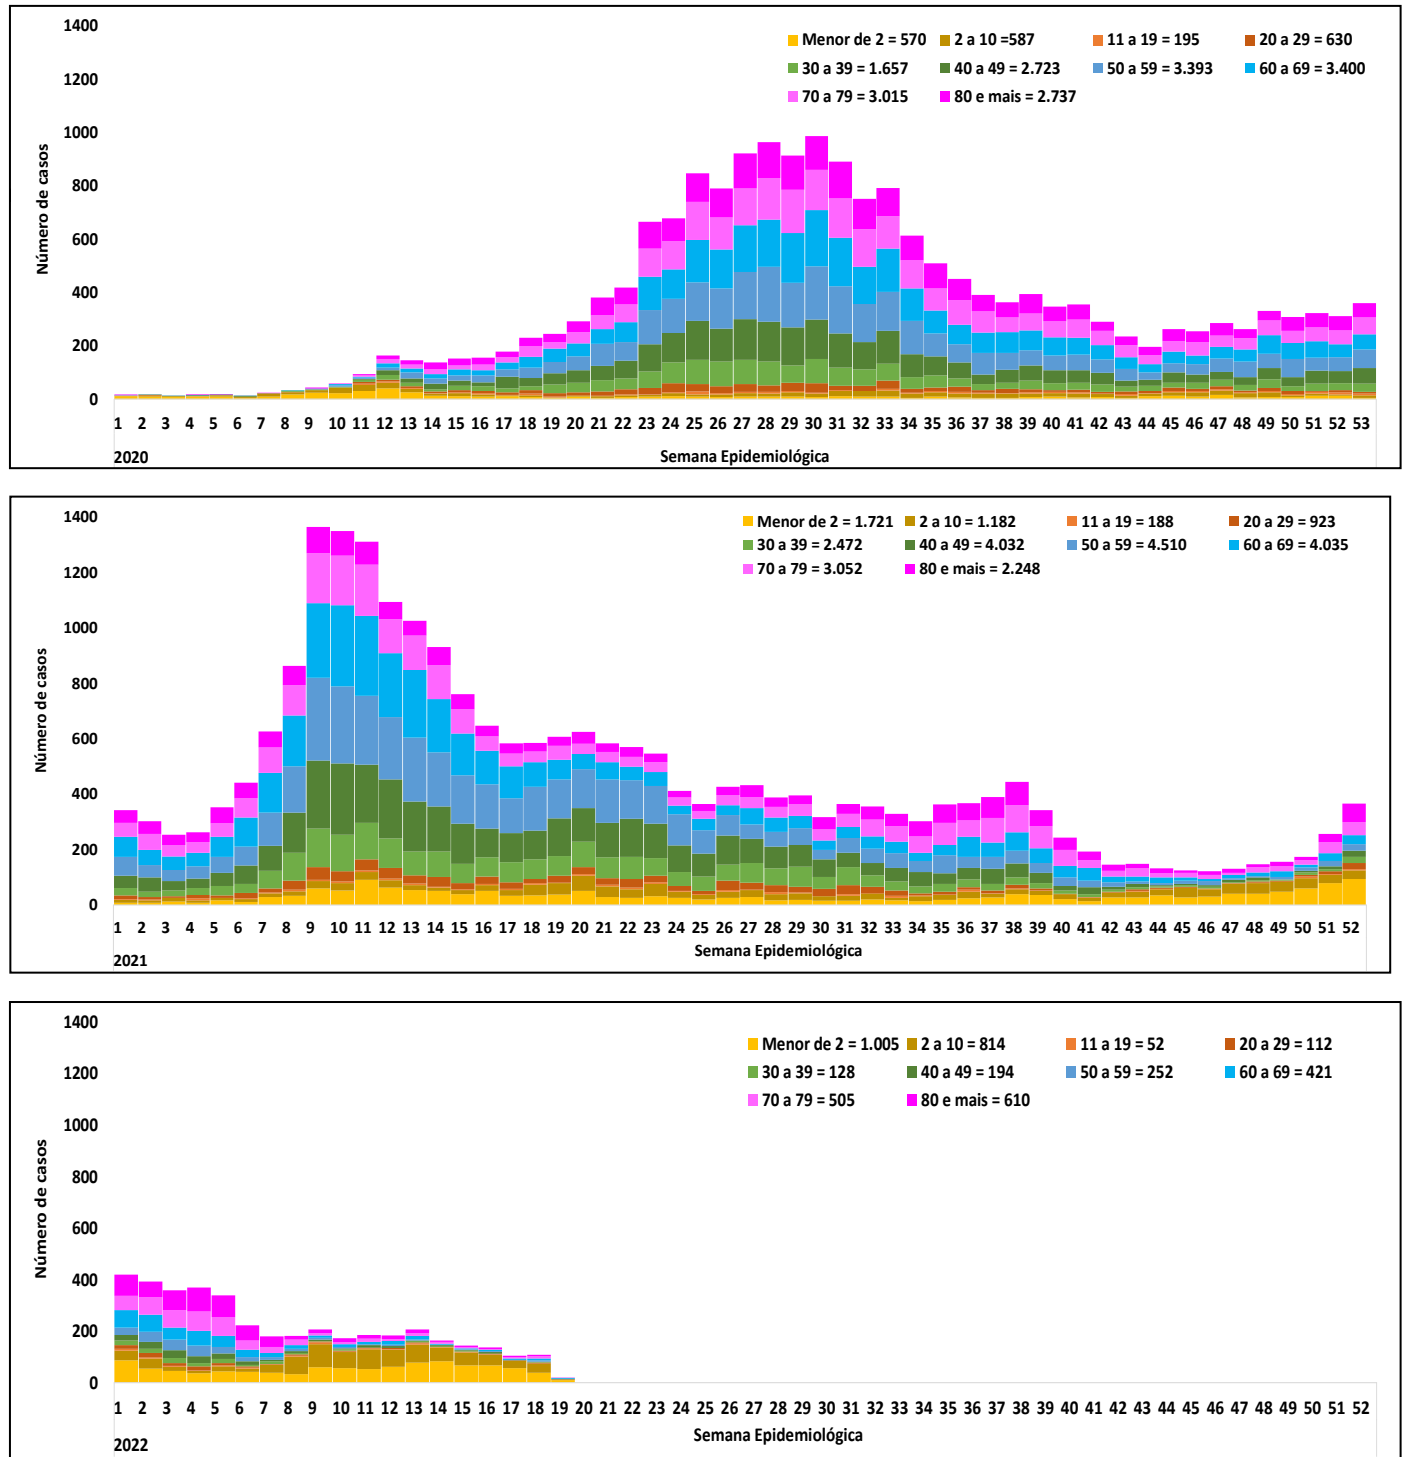 1400
Menor de 2 = 570 2 a 10 =587 11 a 19 = 195 20 a 29 = 630
1200
30 a 39 = 1.657 40 a 49 = 2.723 50 a 59 = 3.393 60 a 69 = 3.400
70 a 79 = 3.015 80 e mais = 2.737
1000
800
600
400
200
0
Número de casos
1 2 3 4 5 6 7 8 9 10 11 12 13 14 15 16 17 18 19 20 21 22 23 24 25 26 27 28 29 30 31 32 33 34 35 36 37 38 39 40 41 42 43 44 45 46 47 48 49 50 51 52 53
2020
Semana Epidemiológica
1400
Menor de 2 = 1.721 2 a 10 = 1.182 11 a 19 = 188 20 a 29 = 923
30 a 39 = 2.472 40 a 49 = 4.032 50 a 59 = 4.510 60 a 69 = 4.035
70 a 79 = 3.052 80 e mais = 2.248
1200
1000
800
600
400
200
0
Número de casos
1 2 3 4 5 6 7 8 9 10 11 12 13 14 15 16 17 18 19 20 21 22 23 24 25 26 27 28 29 30 31 32 33 34 35 36 37 38 39 40 41 42 43 44 45 46 47 48 49 50 51 52
Semana Epidemiológica
2021
1400
Menor de 2 = 1.005 2 a 10 = 814 11 a 19 = 52 20 a 29 = 112
1200
30 a 39 = 128 40 a 49 = 194 50 a 59 = 252 60 a 69 = 421
70 a 79 = 505 80 e mais = 610
1000
800
600
400
200
0
Número de casos
1 2 3 4 5 6 7 8 9 10 11 12 13 14 15 16 17 18 19 20 21 22 23 24 25 26 27 28 29 30 31 32 33 34 35 36 37 38 39 40 41 42 43 44 45 46 47 48 49 50 51 52
Semana Epidemiológica
2022